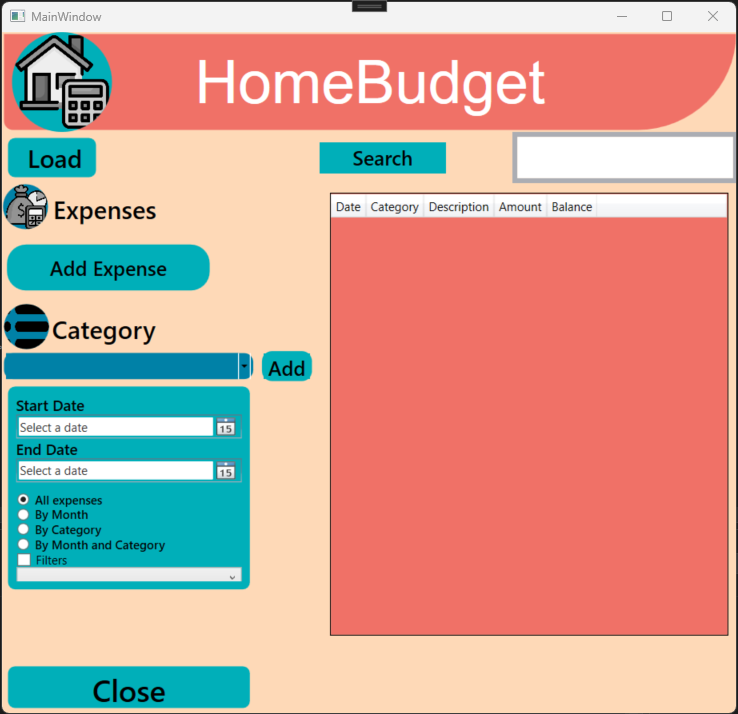 MainWindow
HomeBudget
Load
Search
Expenses
Date Category Description Amount Balance
Add Expense
Category
Add
Start Date
Select a date 15
End Date
Select a date 15
All expenses
By Month
By Category
By Month and Category
Filters
Close